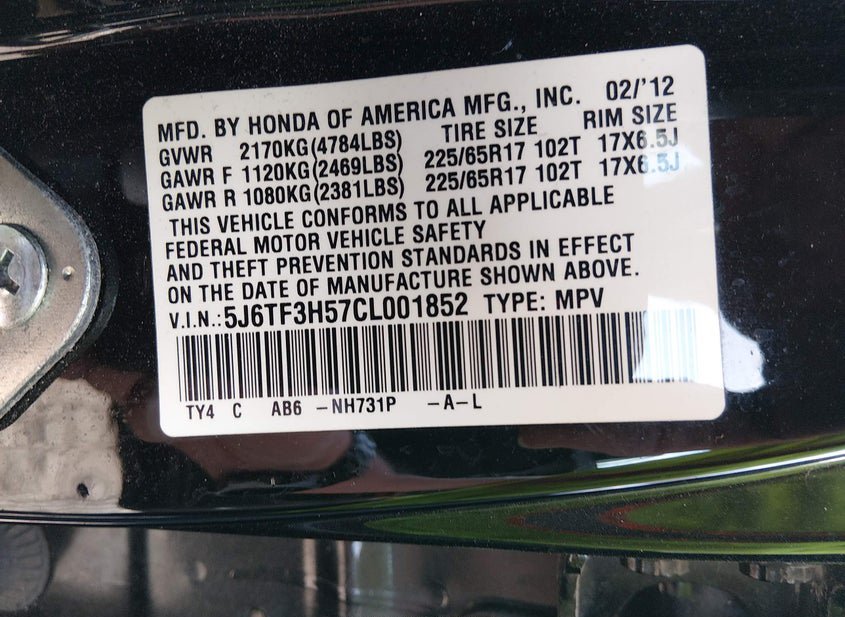 MFD. BY HONDA OF AMERICA MFG., INC. 02/'12
GVWR 2170KG(4784LBS) TIRE SIZE RIM SIZE
GAWR F 1120KG(2469LBS) 225/65R17 102T 17X6.5J
GAWR R 1080KG(2381LBS) 225/65R17 102T 17X6.5J
THIS VEHICLE CONFORMS TO ALL APPLICABLE
FEDERAL MOTOR VEHICLE SAFETY
AND THEFT PREVENTION STANDARDS IN EFFECT
ON THE DATE OF MANUFACTURE SHOWN ABOVE.
V.I.N.:5J6TF3H57CL001852 TYPE: MPV
TY4 C AB6 -NH731P -A-L